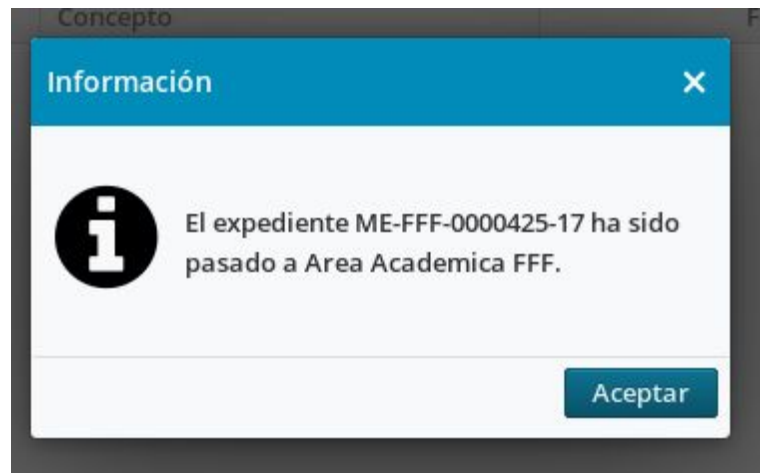 Concepto
F
Información
El expediente ME-FFF-0000425-17 ha sido
pasado a Area Academica FFF.
Aceptar